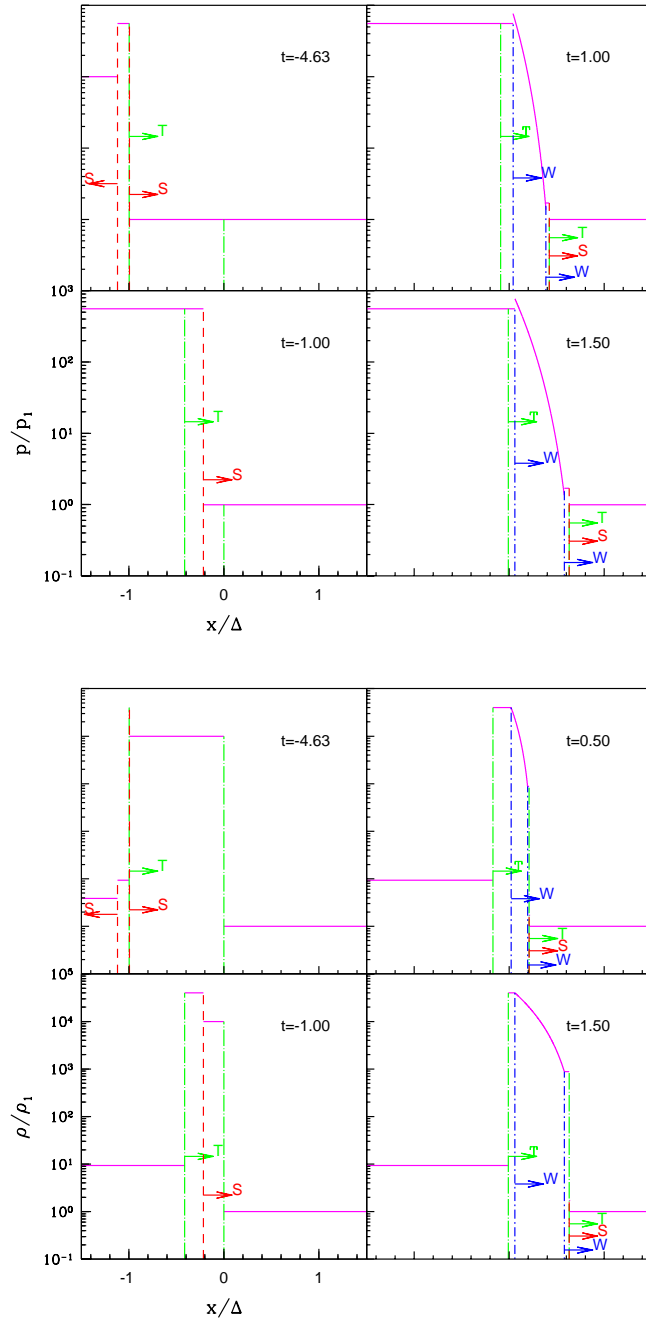 t=-4.63
t=1.00
T
T
S
S
W
T
S
W
10³
t=-1.00
t=1.50
10²
T
T
10¹
S
W
10⁰
T
S
W
10⁻¹
p/p₁
-1 0 1
x/Δ
t=-4.63
t=0.50
T
T
S
S
W
T
S
W
10⁵
t=-1.00
t=1.50
10⁴
10³
10²
T
T
10¹
S
W
10⁰
T
S
W
10⁻¹
ρ/ρ₁
-1 0 1
x/Δ